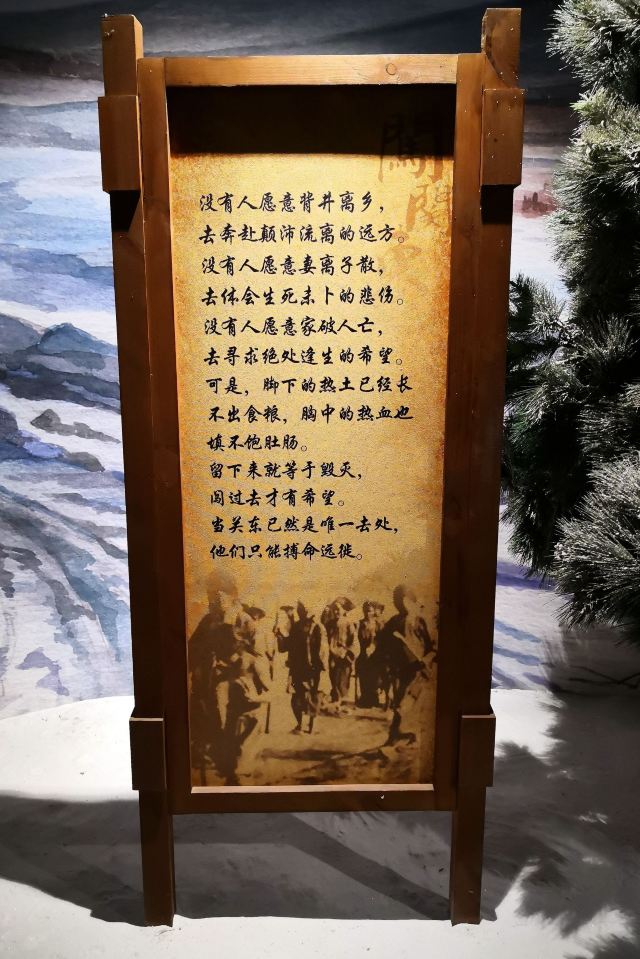 没有人愿意背井离乡，
去奔赴颠沛流离的远方。
没有人愿意妻离子散，
去体会生死未卜的悲伤。
没有人愿意家破人亡，
去寻求绝处逢生的希望。
可是，脚下的热土已经长
不出食粮，胸中的热血也
填不饱肚肠。
留下来就等于毁灭，
闯过去才有希望。
当关东已然是唯一去处，
他们只能搏命远徙。